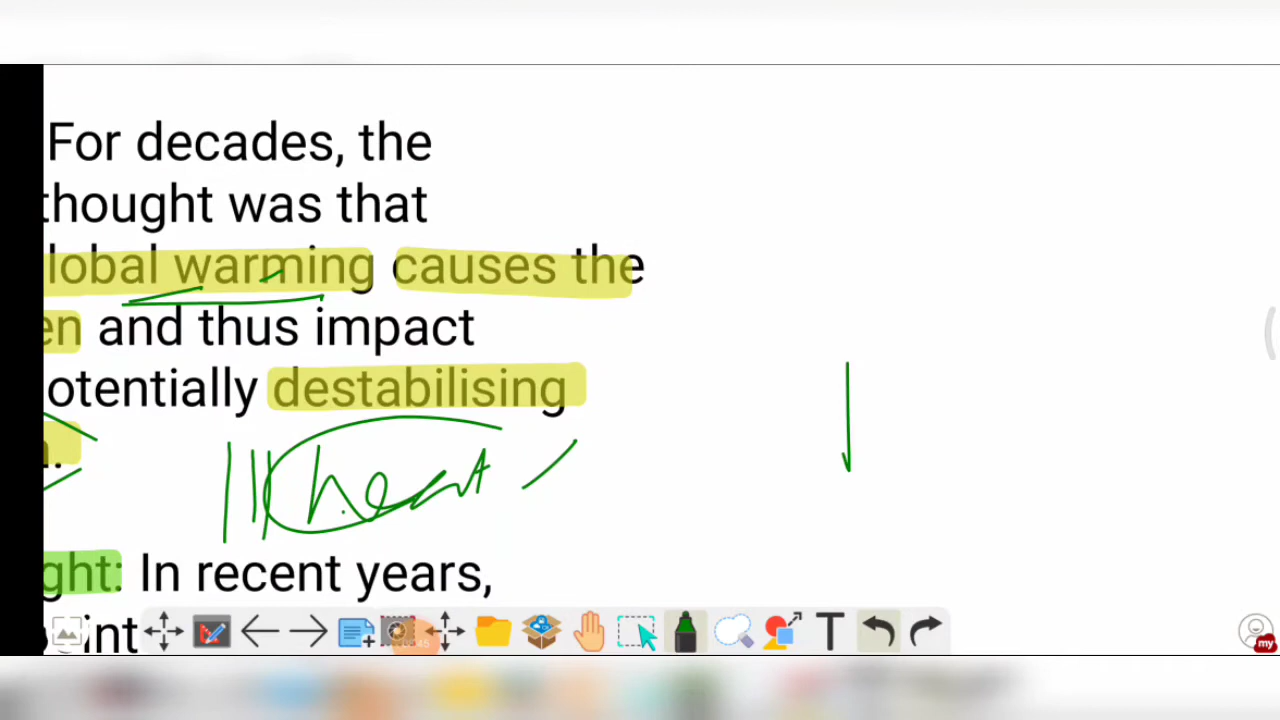 For decades, the
thought was that
lobal warming causes the
en and thus impact
otentially destabilising
heat
ght: In recent years,
int
T
my